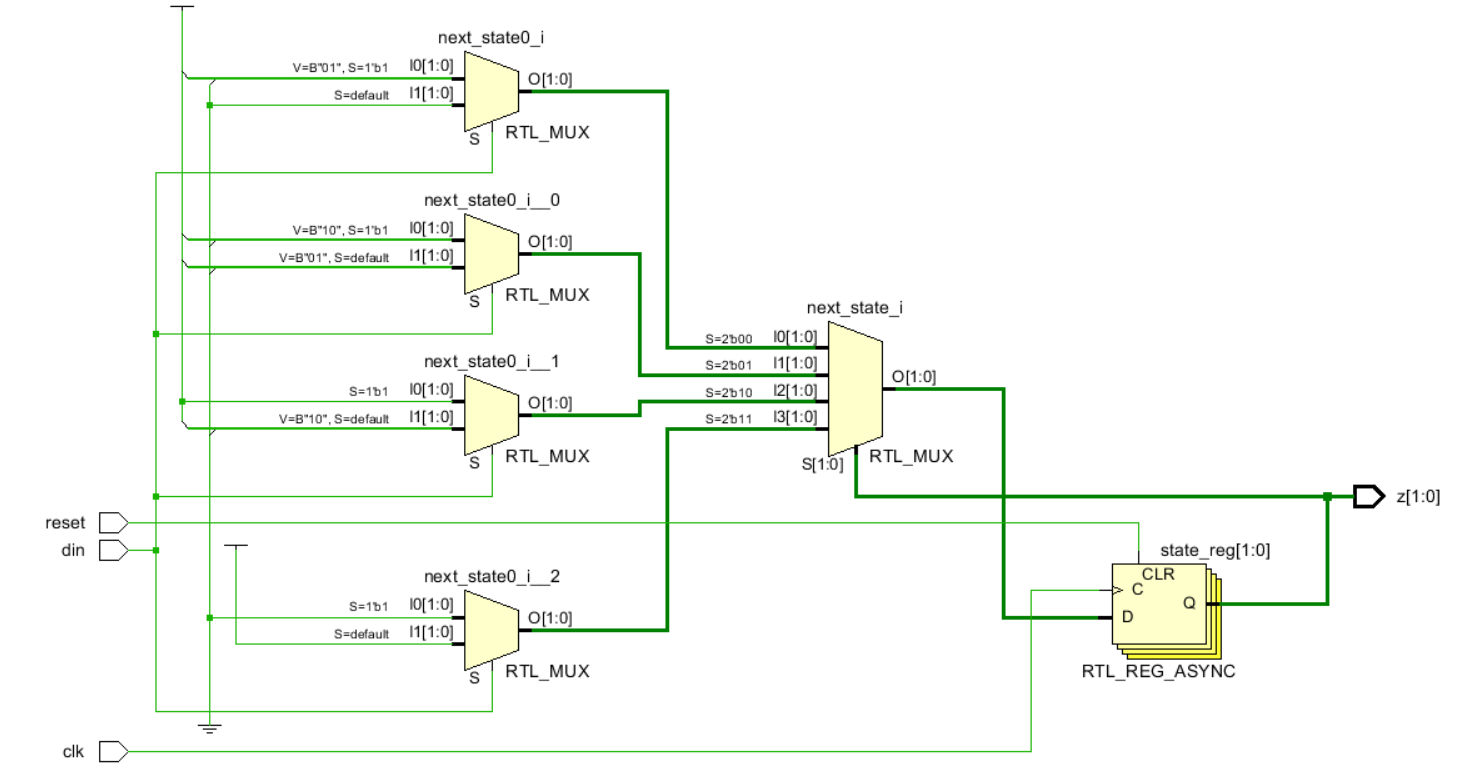 next_state0_i
V=B"01", S=1'b1 I0[1:0] O[1:0]
S=default I1[1:0]
S RTL_MUX
next_state0_i__0
V=B"10", S=1'b1 I0[1:0] O[1:0]
V=B"01", S=default I1[1:0]
S RTL_MUX
next_state_i
S=2'b00 I0[1:0]
S=2'b01 I1[1:0] O[1:0]
S=2'b10 I2[1:0]
S=2'b11 I3[1:0]
S[1:0] RTL_MUX
next_state0_i__1
S=1'b1 I0[1:0] O[1:0]
V=B"10", S=default I1[1:0]
S RTL_MUX
z[1:0]
reset
din
state_reg[1:0]
CLR
C
Q
D
RTL_REG_ASYNC
next_state0_i__2
S=1'b1 I0[1:0] O[1:0]
S=default I1[1:0]
S RTL_MUX
clk